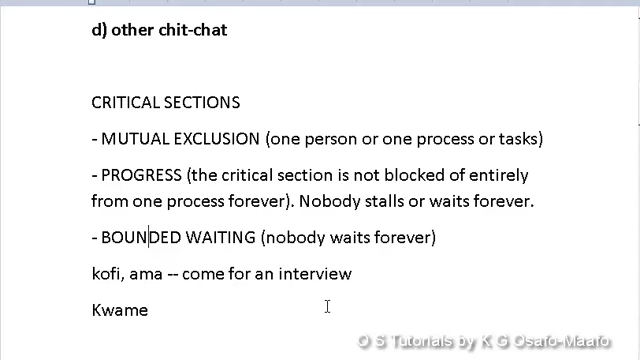 d) other chit-chat
CRITICAL SECTIONS
- MUTUAL EXCLUSION (one person or one process or tasks)
- PROGRESS (the critical section is not blocked of entirely
from one process forever). Nobody stalls or waits forever.
- BOUNDED WAITING (nobody waits forever)
kofi, ama -- come for an interview
Kwame
O S Tutorials by K G Osafo-Maafo